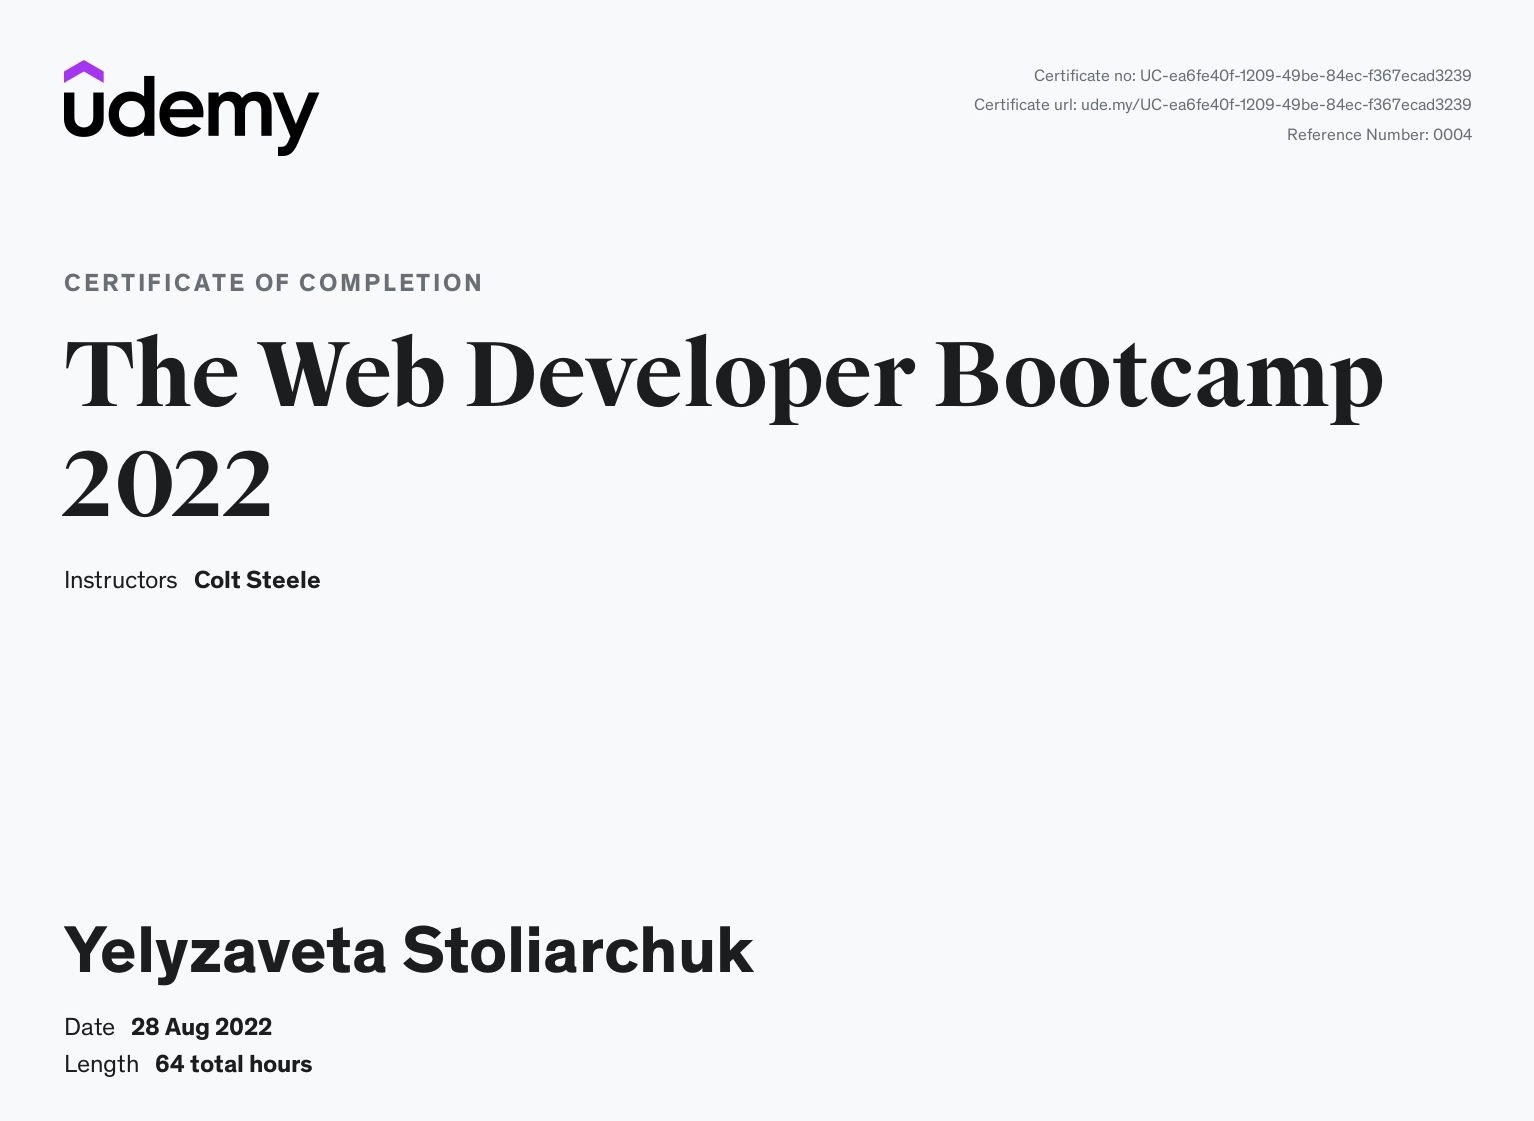 udemy
Certificate no: UC-ea6fe40f-1209-49be-84ec-f367ecad3239
Certificate url: ude.my/UC-ea6fe40f-1209-49be-84ec-f367ecad3239
Reference Number: 0004
CERTIFICATE OF COMPLETION
The Web Developer Bootcamp
2022
Instructors Colt Steele
Yelyzaveta Stoliarchuk
Date 28 Aug 2022
Length 64 total hours